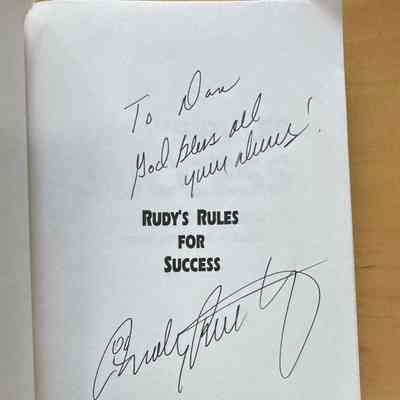 To Dan
God bless all
your dreams!
RUDY'S RULES
FOR
SUCCESS